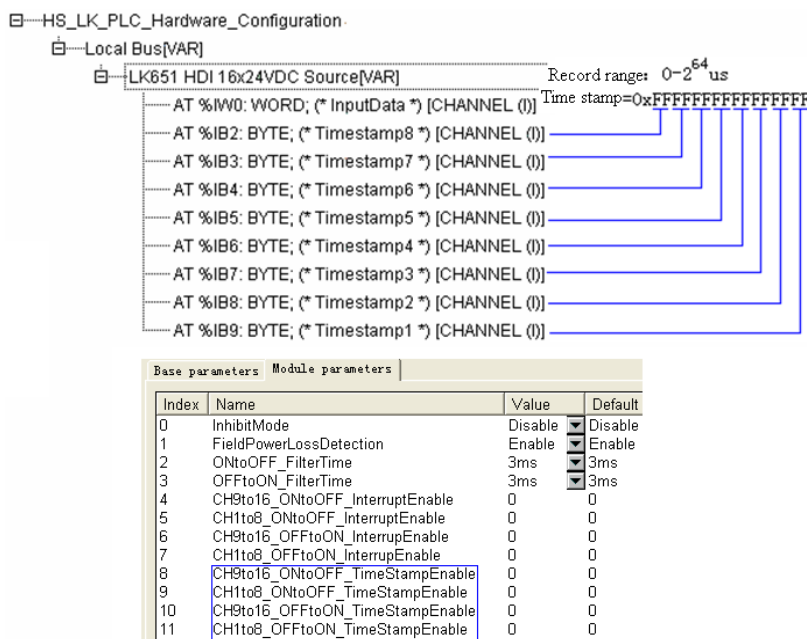 HS_LK_PLC_Hardware_Configuration
Local Bus[VAR]
LK651 HDI 16x24VDC Source[VAR]
Record range: 0-2^64us
AT %IW0: WORD; (* InputData *) [CHANNEL (I)]
Time stamp=0xFFFFFFFFFFFFFFFF
AT %IB2: BYTE; (* Timestamp8 *) [CHANNEL (I)]
AT %IB3: BYTE; (* Timestamp7 *) [CHANNEL (I)]
AT %IB4: BYTE; (* Timestamp6 *) [CHANNEL (I)]
AT %IB5: BYTE; (* Timestamp5 *) [CHANNEL (I)]
AT %IB6: BYTE; (* Timestamp4 *) [CHANNEL (I)]
AT %IB7: BYTE; (* Timestamp3 *) [CHANNEL (I)]
AT %IB8: BYTE; (* Timestamp2 *) [CHANNEL (I)]
AT %IB9: BYTE; (* Timestamp1 *) [CHANNEL (I)]
Base parameters Module parameters
Index Name Value Default
0 InhibitMode Disable Disable
1 FieldPowerLossDetection Enable Enable
2 ONtoOFF_FilterTime 3ms 3ms
3 OFFtoON_FilterTime 3ms 3ms
4 CH9to16_ONtoOFF_InterruptEnable 0 0
5 CH1to8_ONtoOFF_InterruptEnable 0 0
6 CH9to16_OFFtoON_InterrupEnable 0 0
7 CH1to8_OFFtoON_InterrupEnable 0 0
8 CH9to16_ONtoOFF_TimeStampEnable 0 0
9 CH1to8_ONtoOFF_TimeStampEnable 0 0
10 CH9to16_OFFtoON_TimeStampEnable 0 0
11 CH1to8_OFFtoON_TimeStampEnable 0 0